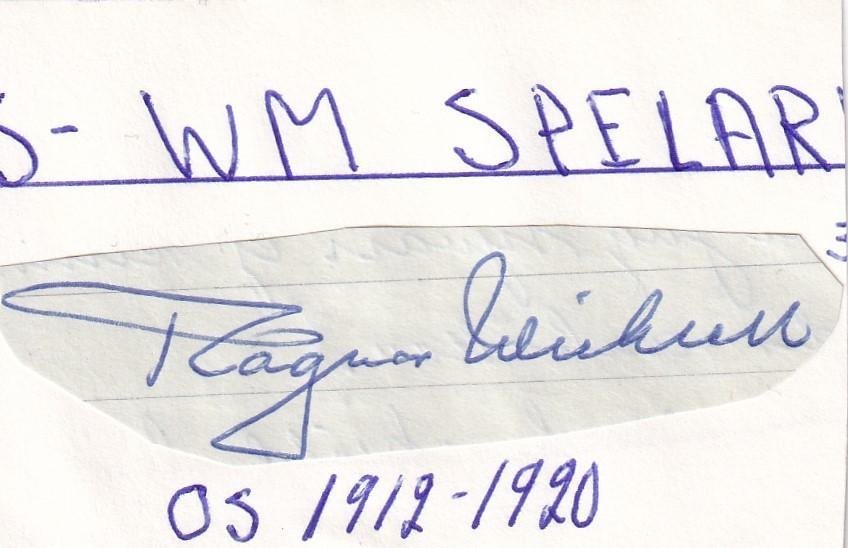 S- WM SPELAR
Ragnar Wicksell
OS 1912-1920